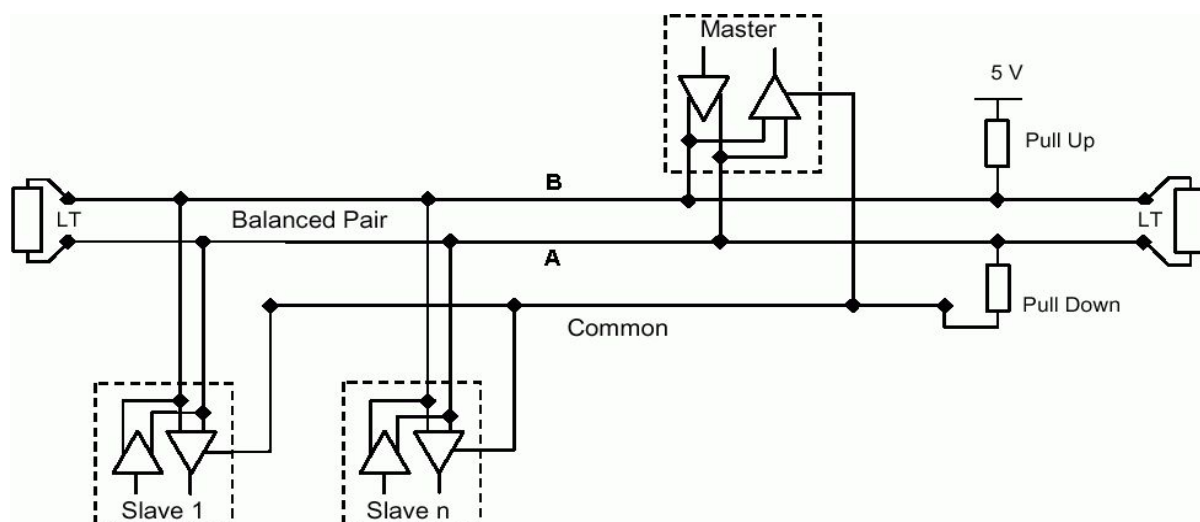 Master
5 V
Pull Up
B
LT
Balanced Pair
LT
A
Pull Down
Common
Slave 1
Slave n